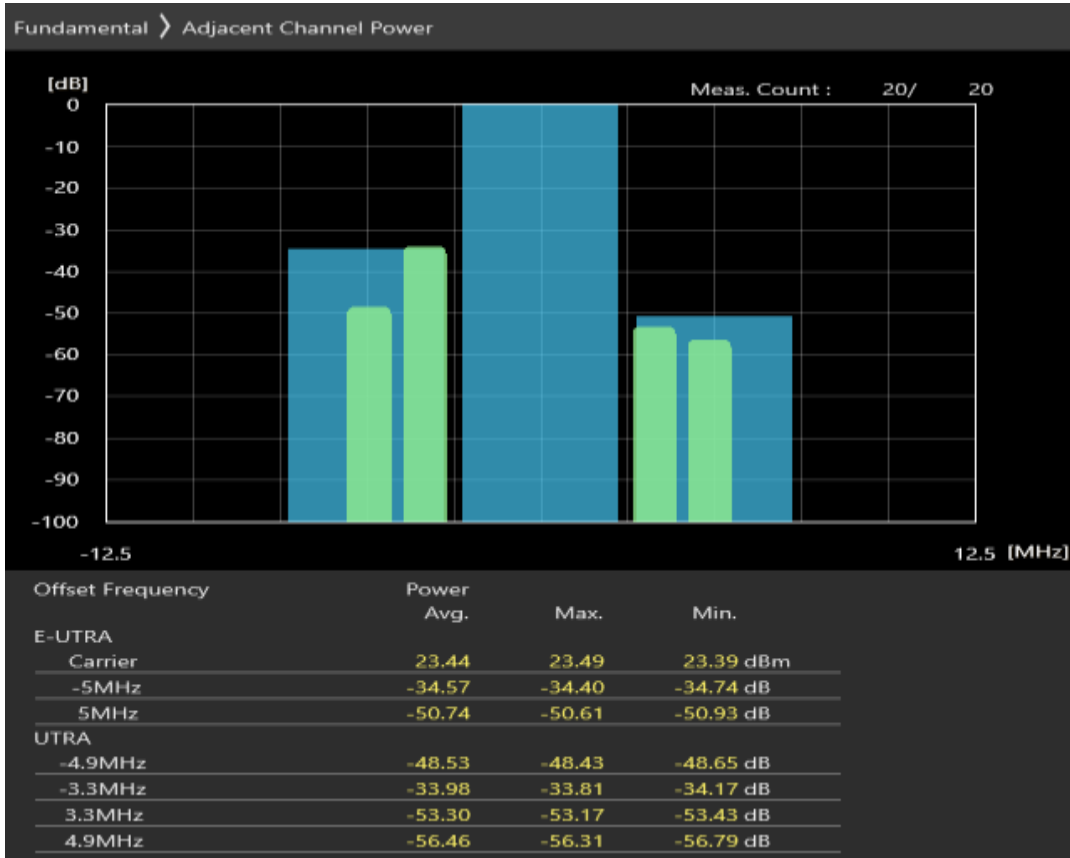 Fundamental 〉 Adjacent Channel Power
[dB]
Meas. Count : 20/ 20
0
-10
-20
-30
-40
-50
-60
-70
-80
-90
-100
-12.5 12.5 [MHz]
Offset Frequency Power
Avg. Max. Min.
E-UTRA
Carrier 23.44 23.49 23.39 dBm
-5MHz -34.57 -34.40 -34.74 dB
5MHz -50.74 -50.61 -50.93 dB
UTRA
-4.9MHz -48.53 -48.43 -48.65 dB
-3.3MHz -33.98 -33.81 -34.17 dB
3.3MHz -53.30 -53.17 -53.43 dB
4.9MHz -56.46 -56.31 -56.79 dB